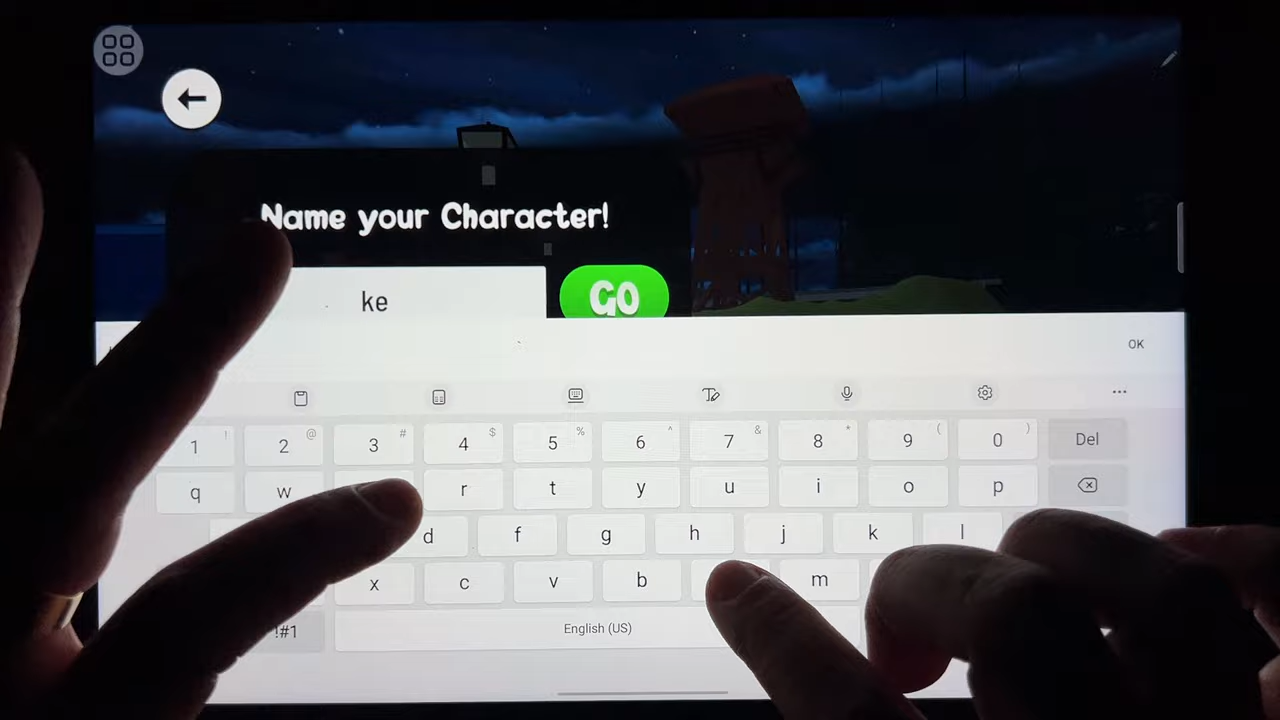 Name your Character!
ke
GO
OK
1 ! 2 @ 3 # 4 $ 5 % 6 ^ 7 & 8 * 9 ( 0 ) Del
q w r t y u i o p
d f g h j k l
x c v b m
!#1 English (US)